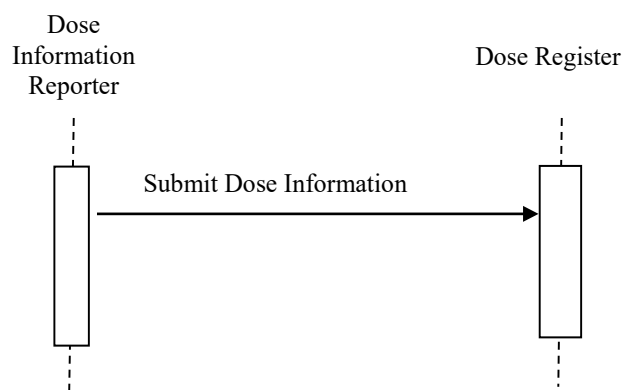 Dose
Information
Reporter
Dose Register
Submit Dose Information